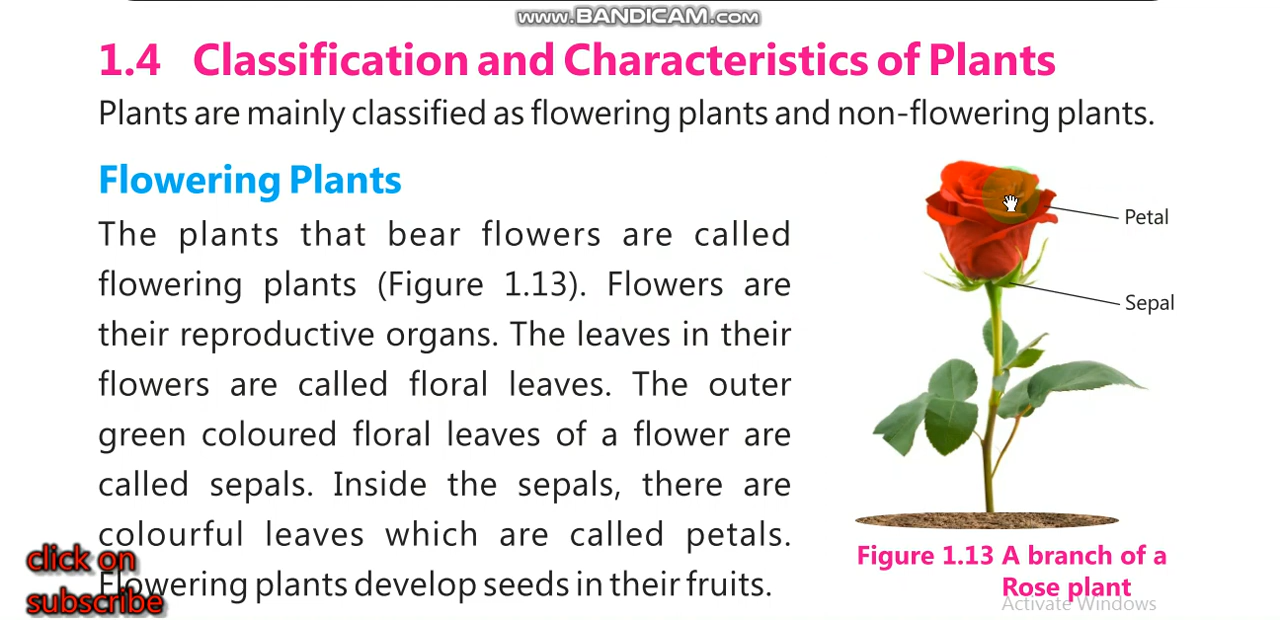 www.BANDICAM.com
1.4 Classification and Characteristics of Plants
Plants are mainly classified as flowering plants and non-flowering plants.
Flowering Plants
The plants that bear flowers are called
flowering plants (Figure 1.13). Flowers are
their reproductive organs. The leaves in their
flowers are called floral leaves. The outer
green coloured floral leaves of a flower are
called sepals. Inside the sepals, there are
colourful leaves which are called petals.
Flowering plants develop seeds in their fruits.
Petal
Sepal
Figure 1.13 A branch of a
Rose plant
click on
subscribe
Activate Windows